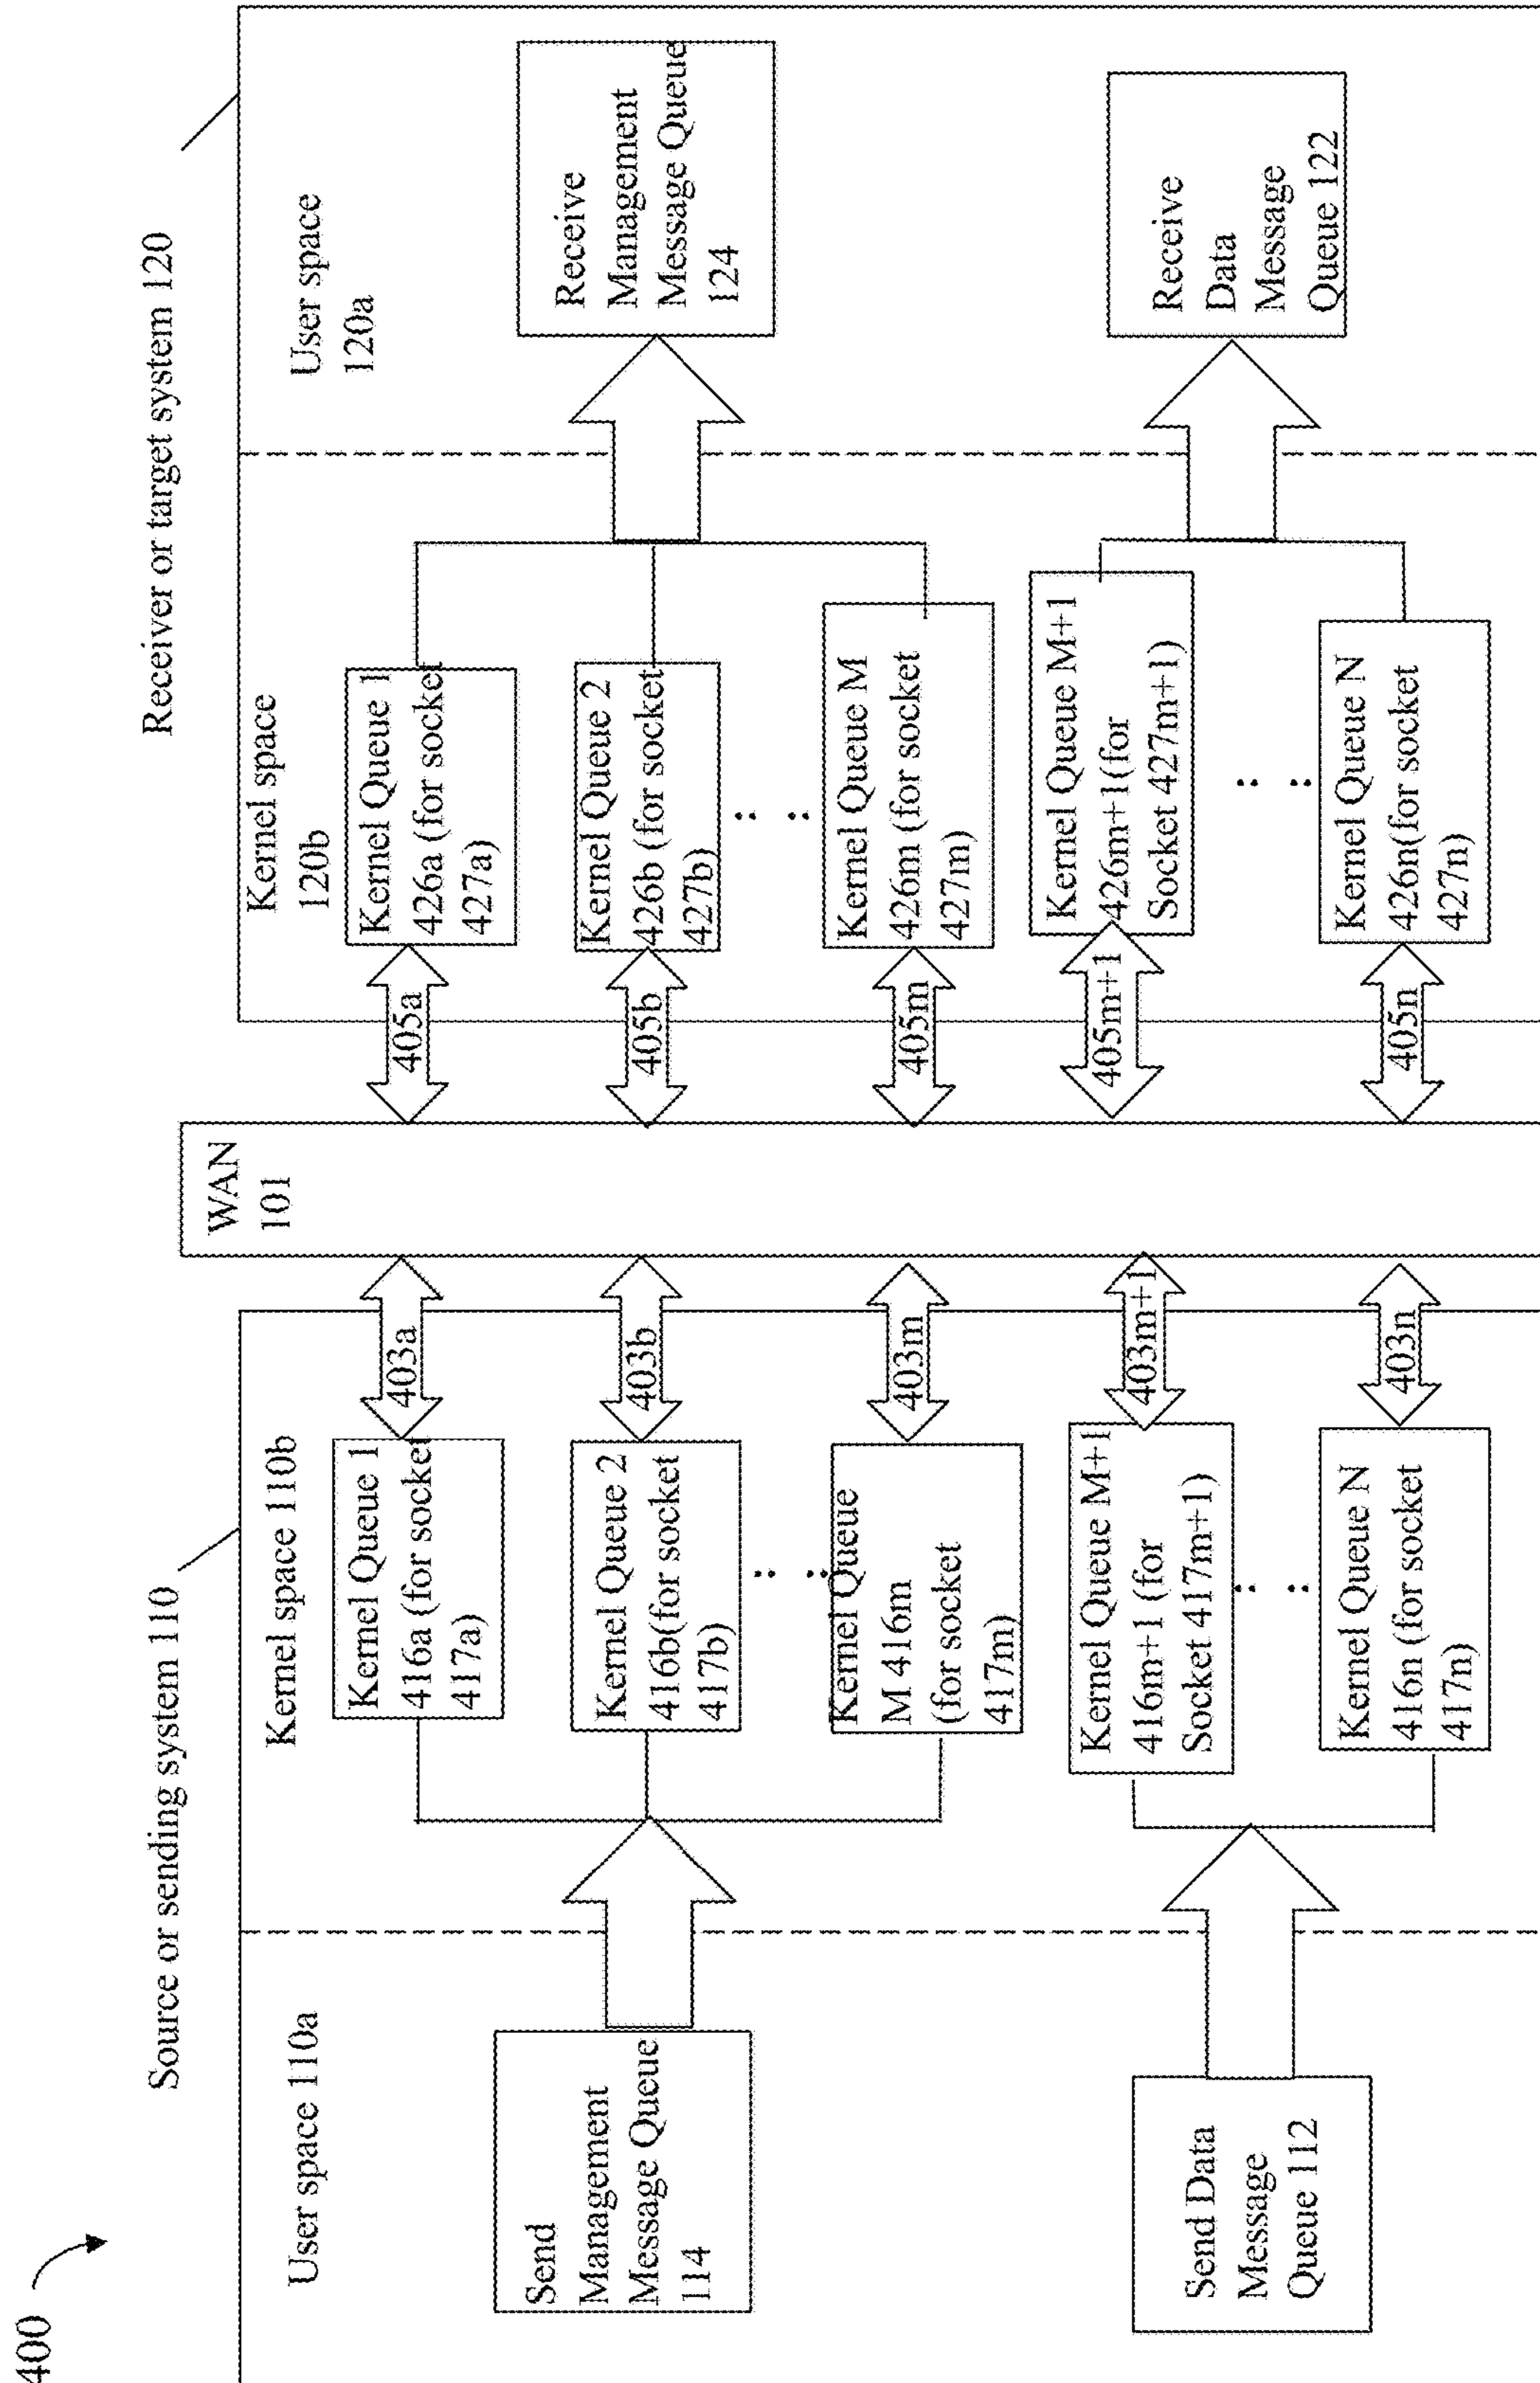 400
Source or sending system 110
Receiver or target system 120
User space 110a
Kernel space 110b
WAN
101
Kernel space
120b
User space
120a
Send
Management
Message Queue
114
Kernel Queue 1
416a (for socket
417a)
403a
405a
Kernel Queue 1
426a (for socket
427a)
Receive
Management
Message Queue
124
Kernel Queue 2
416b(for socket
417b)
403b
405b
Kernel Queue 2
426b (for socket
427b)
Kernel Queue
M 416m
(for socket
417m)
403m
405m
Kernel Queue M
426m (for socket
427m)
Send Data
Message
Queue 112
Kernel Queue M+1
416m+1 (for
Socket 417m+1)
403m+1
405m+1
Kernel Queue M+1
426m+1(for
Socket 427m+1)
Receive
Data
Message
Queue 122
Kernel Queue N
416n (for socket
417n)
403n
405n
Kernel Queue N
426n(for socket
427n)